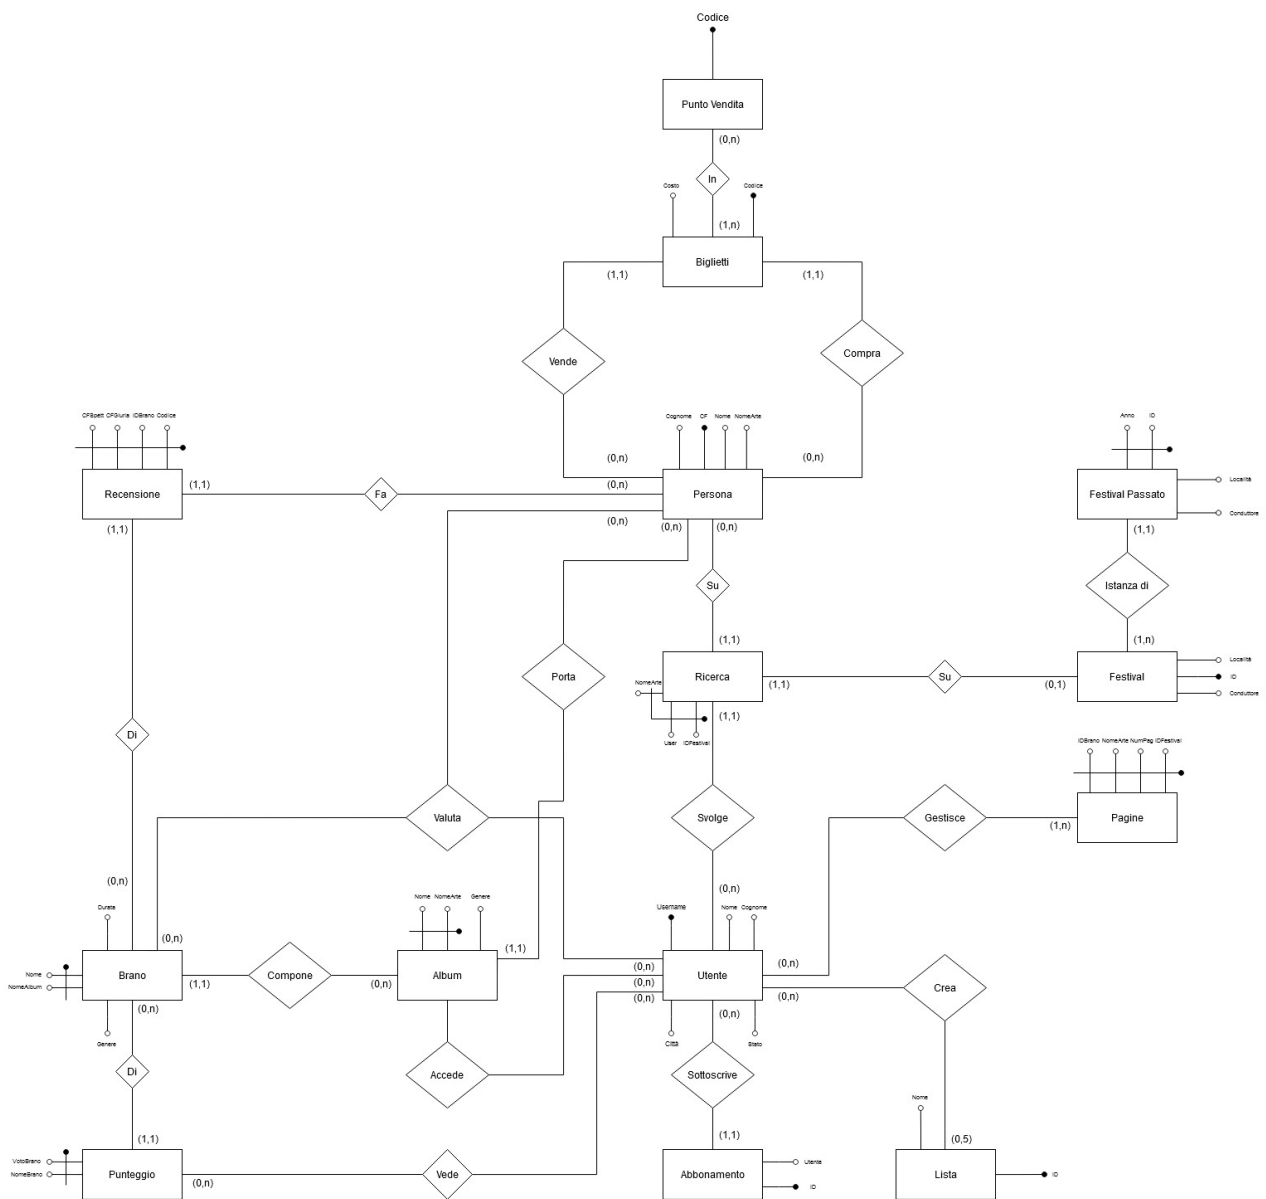 Codice
Punto Vendita
(0,n)
In
Costo
Codice
(1,n)
Biglietti
(1,1)
(1,1)
Vende
Compra
CFSpett CFGiuria IDBrano Codice
Cognome CF Nome NomeArte
Anno ID
(0,n)
(0,n)
Recensione
(1,1)
Fa
(0,n)
Persona
Festival Passato
Località
Conduttore
(1,1)
(0,n)
(0,n)
(0,n)
(1,1)
Su
Istanza di
(1,1)
(1,n)
Porta
NomeArte
Ricerca
(1,1)
Su
(0,1)
Festival
Località
ID
Conduttore
(1,1)
User IDFestival
Di
IDBrano NomeArte NumPag IDFestival
Valuta
Svolge
Gestisce
(1,n)
Pagine
(0,n)
(0,n)
Durata
Nome NomeArte Genere
Username
Nome Cognome
(0,n)
(1,1)
Nome
NomeAlbum
Brano
(1,1)
Compone
(0,n)
Album
(0,n)
(0,n)
(0,n)
Utente
(0,n)
(0,n)
Crea
(0,n)
(0,n)
Genere
Città
Stato
Di
Accede
Sottoscrive
Nome
(1,1)
(1,1)
(0,5)
VotoBrano
NomeBrano
Punteggio
(0,n)
Vede
Abbonamento
Utente
ID
Lista
ID